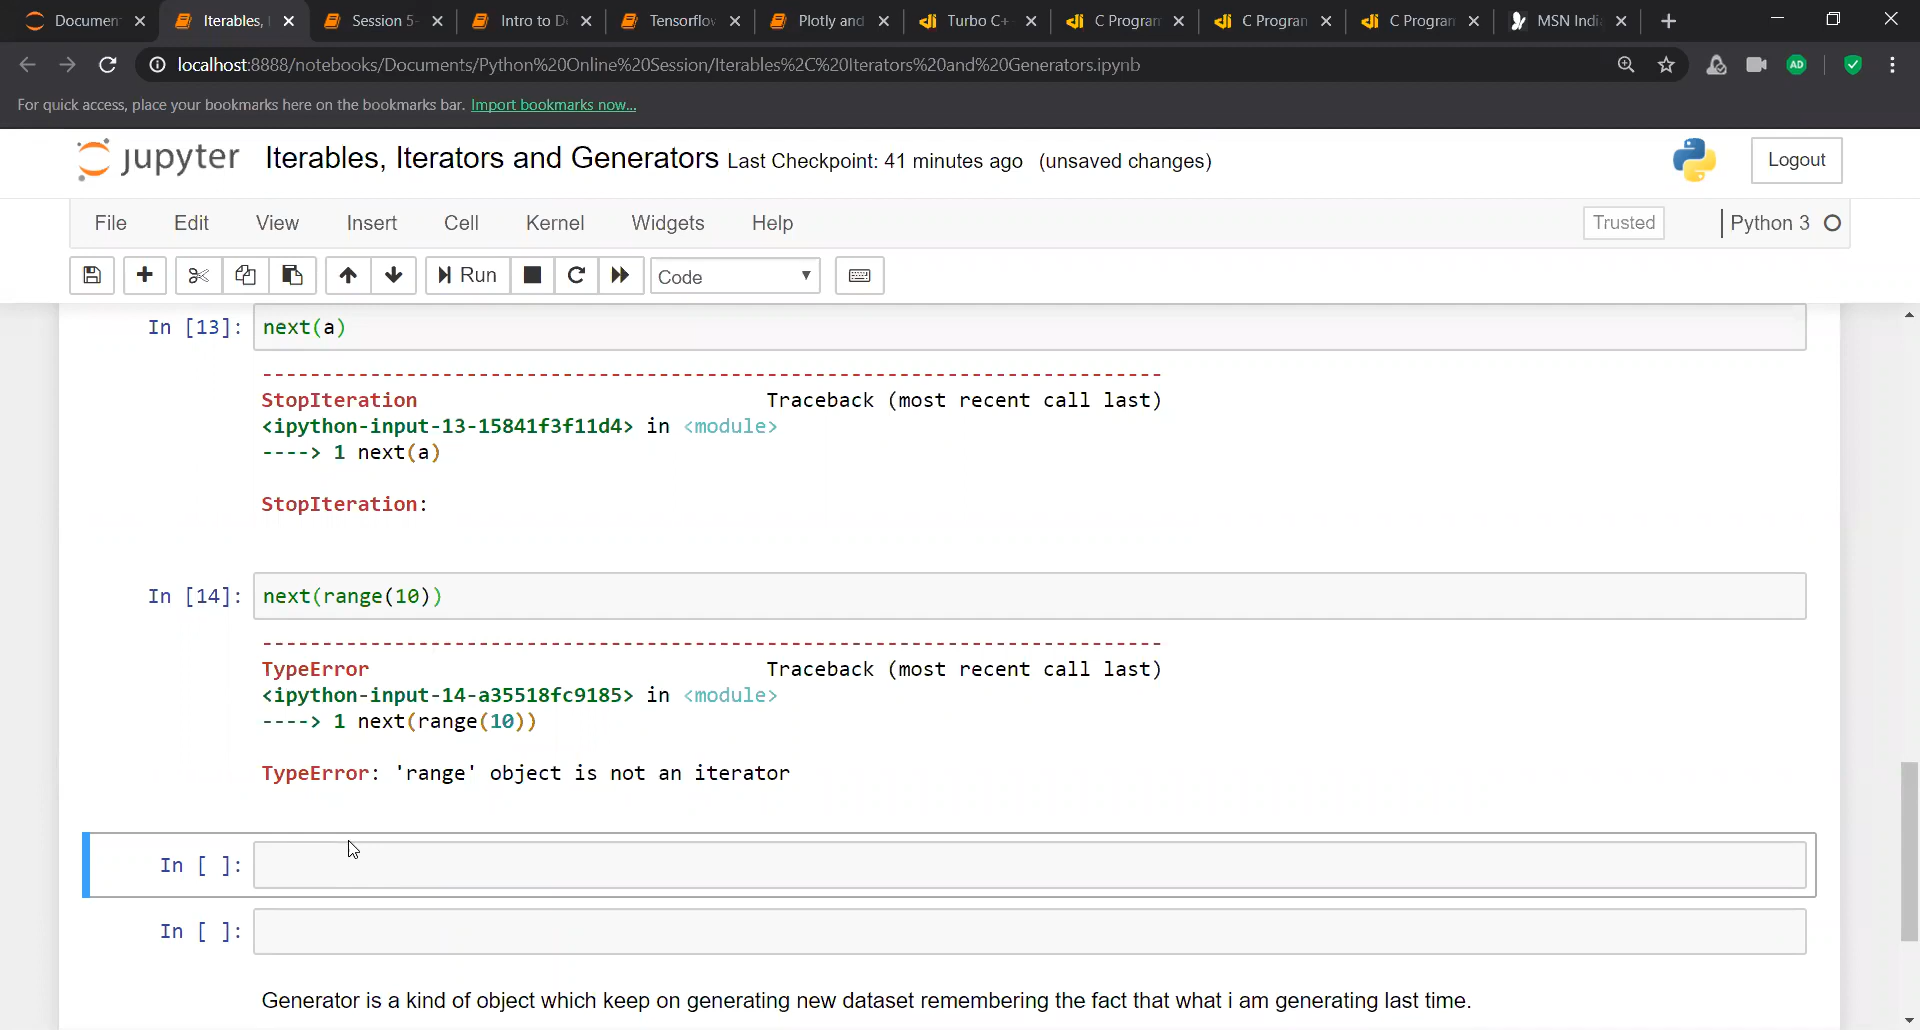 Documen Iterables, I Session 5- Intro to De Tensorflow Plotly and Turbo C++ C Program C Program C Program MSN India
localhost:8888/notebooks/Documents/Python%20Online%20Session/Iterables%2C%20Iterators%20and%20Generators.ipynb
For quick access, place your bookmarks here on the bookmarks bar. Import bookmarks now...
jupyter Iterables, Iterators and Generators Last Checkpoint: 41 minutes ago (unsaved changes) Logout
File Edit View Insert Cell Kernel Widgets Help Trusted Python 3
Run Code
In [13]: next(a)
---------------------------------------------------------------------------
StopIteration Traceback (most recent call last)
<ipython-input-13-15841f3f11d4> in <module>
----> 1 next(a)
StopIteration:
In [14]: next(range(10))
---------------------------------------------------------------------------
TypeError Traceback (most recent call last)
<ipython-input-14-a35518fc9185> in <module>
----> 1 next(range(10))
TypeError: 'range' object is not an iterator
In [ ]:
In [ ]:
Generator is a kind of object which keep on generating new dataset remembering the fact that what i am generating last time.